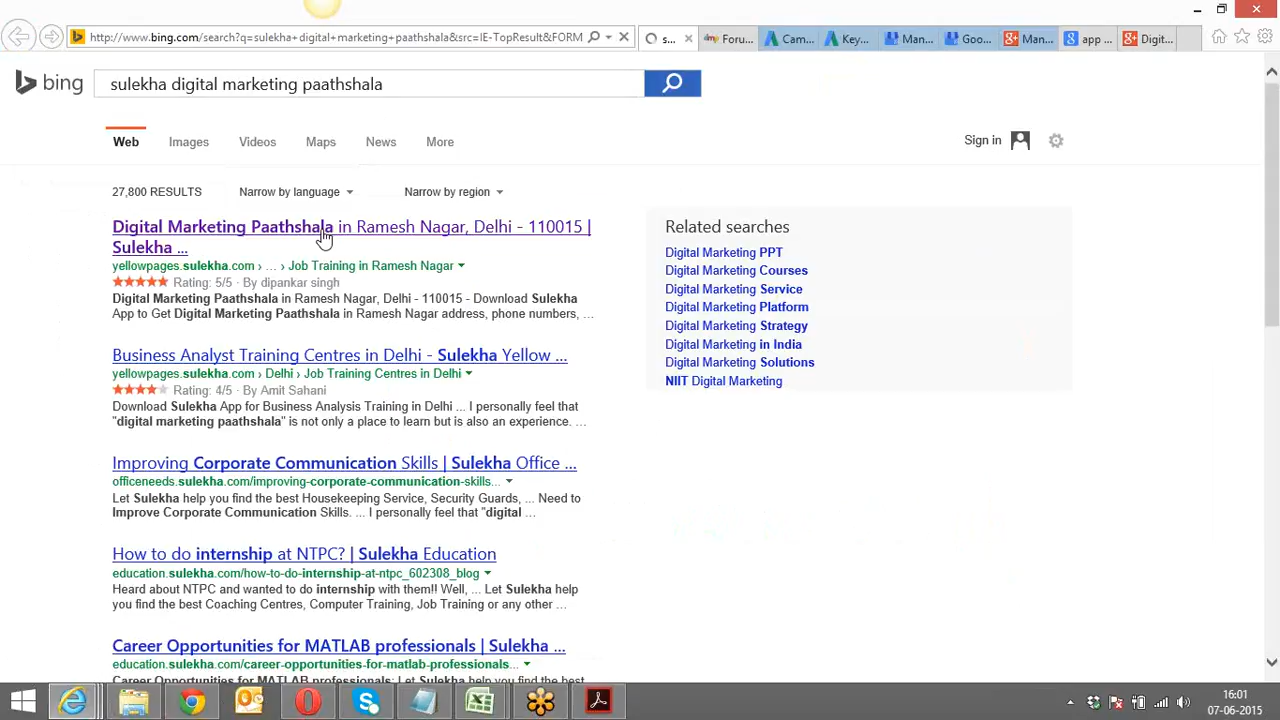 http://www.bing.com/search?q=sulekha+digital+marketing+paathshala&src=IE-TopResult&FORM
s...
Foru...
Cam...
Key...
Man...
Goo...
Man...
app ...
Digit...
bing
sulekha digital marketing paathshala
Web Images Videos Maps News More
Sign in
27,800 RESULTS Narrow by language Narrow by region
Digital Marketing Paathshala in Ramesh Nagar, Delhi - 110015 |
Sulekha ...
yellowpages.sulekha.com › ... › Job Training in Ramesh Nagar
Rating: 5/5 · By dipankar singh
Digital Marketing Paathshala in Ramesh Nagar, Delhi - 110015 - Download Sulekha
App to Get Digital Marketing Paathshala in Ramesh Nagar address, phone numbers, ...
Business Analyst Training Centres in Delhi - Sulekha Yellow ...
yellowpages.sulekha.com › Delhi › Job Training Centres in Delhi
Rating: 4/5 · By Amit Sahani
Download Sulekha App for Business Analysis Training in Delhi ... I personally feel that
"digital marketing paathshala" is not only a place to learn but is also an experience. ...
Improving Corporate Communication Skills | Sulekha Office ...
officeneeds.sulekha.com/improving-corporate-communication-skills...
Let Sulekha help you find the best Housekeeping Service, Security Guards, ... Need to
Improve Corporate Communication Skills. ... I personally feel that "digital ...
How to do internship at NTPC? | Sulekha Education
education.sulekha.com/how-to-do-internship-at-ntpc_602308_blog
Heard about NTPC and wanted to do internship with them!! Well, ... Let Sulekha help
you find the best Coaching Centres, Computer Training, Job Training or any other ...
Career Opportunities for MATLAB professionals | Sulekha ...
education.sulekha.com/career-opportunities-for-matlab-professionals...
Career Opportunities for MATLAB professionals: Let Sulekha help you find the best
Related searches
Digital Marketing PPT
Digital Marketing Courses
Digital Marketing Service
Digital Marketing Platform
Digital Marketing Strategy
Digital Marketing in India
Digital Marketing Solutions
NIIT Digital Marketing
16:01
07-06-2015